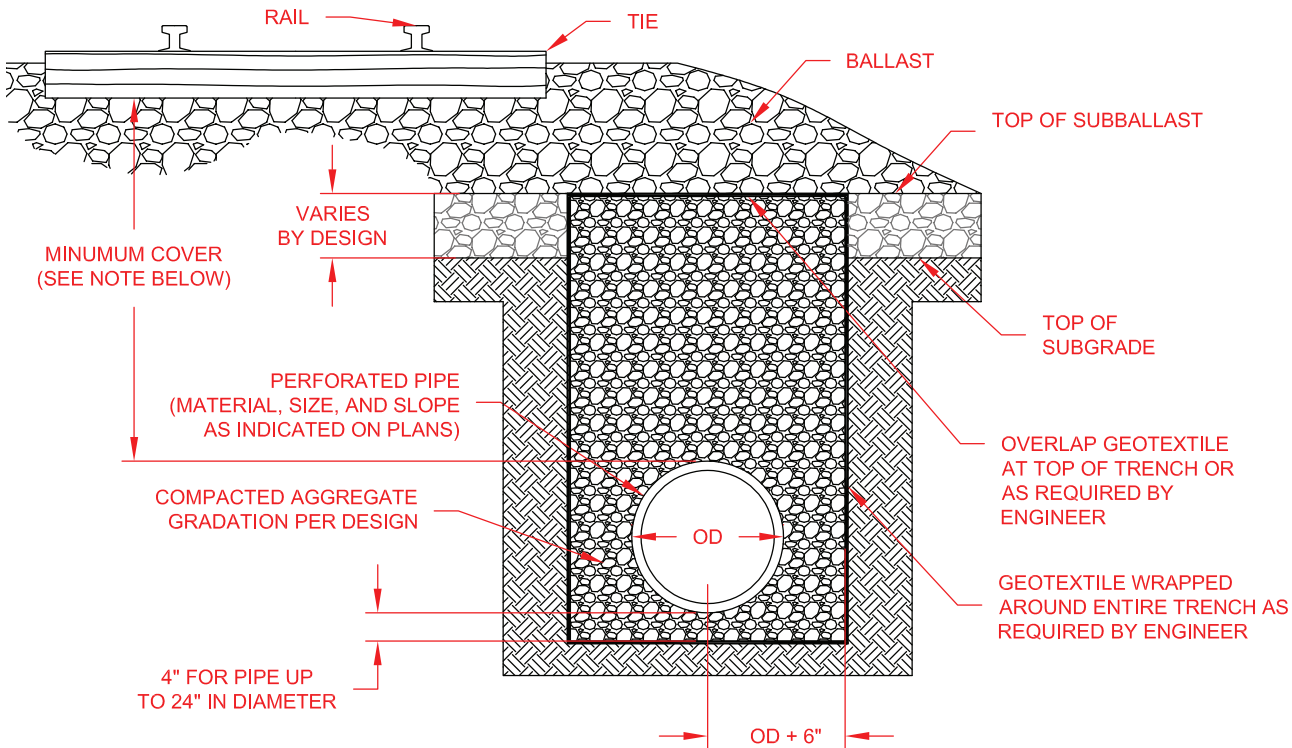 RAIL
TIE
BALLAST
TOP OF SUBBALLAST
VARIES
BY DESIGN
MINUMUM COVER
(SEE NOTE BELOW)
TOP OF
SUBGRADE
PERFORATED PIPE
(MATERIAL, SIZE, AND SLOPE
AS INDICATED ON PLANS)
OVERLAP GEOTEXTILE
AT TOP OF TRENCH OR
AS REQUIRED BY
ENGINEER
COMPACTED AGGREGATE
GRADATION PER DESIGN
OD
GEOTEXTILE WRAPPED
AROUND ENTIRE TRENCH AS
REQUIRED BY ENGINEER
4" FOR PIPE UP
TO 24" IN DIAMETER
OD + 6"